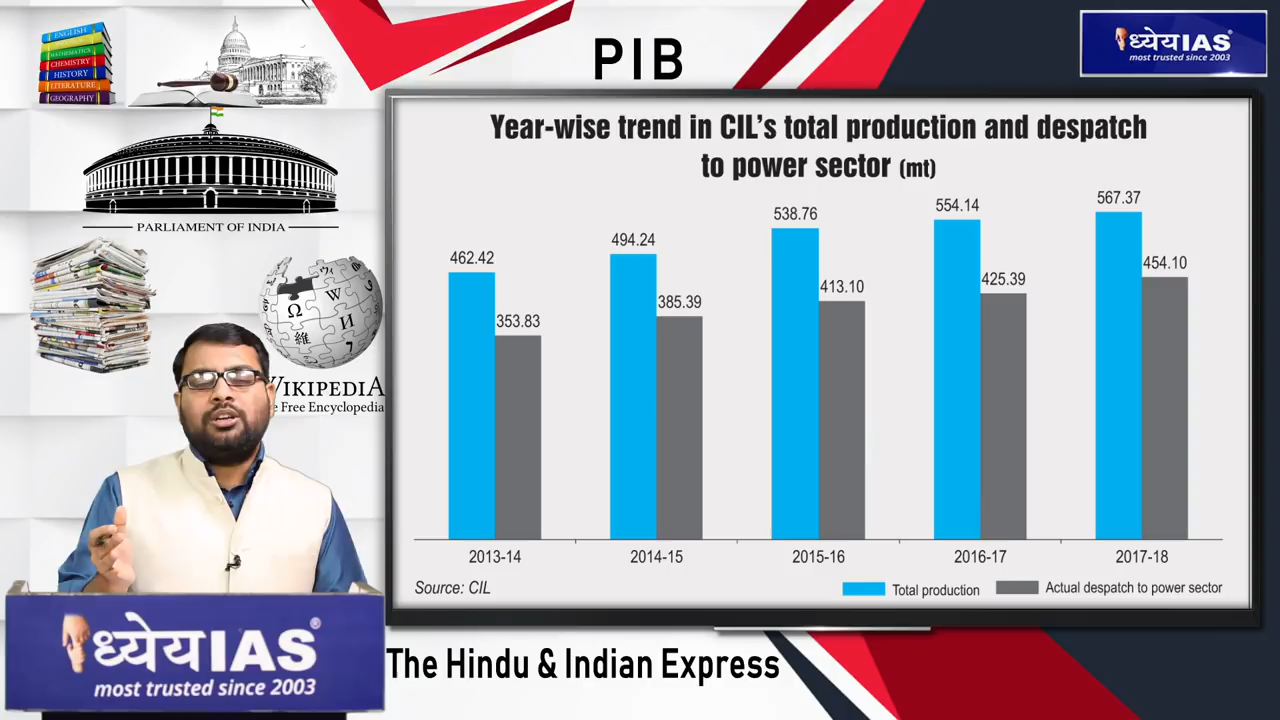 ENGLISH
MATHEMATICS
CHEMISTRY
HISTORY
LITERATURE
GEOGRAPHY
PARLIAMENT OF INDIA
Ω W И 維
WIKIPEDIA
e Free Encyclopedia
PIB
ध्येयIAS®
most trusted since 2003
Year-wise trend in CIL's total production and despatch
to power sector (mt)
462.42 353.83 494.24 385.39 538.76 413.10 554.14 425.39 567.37 454.10
2013-14 2014-15 2015-16 2016-17 2017-18
Source: CIL Total production Actual despatch to power sector
ध्येयIAS®
most trusted since 2003
The Hindu & Indian Express